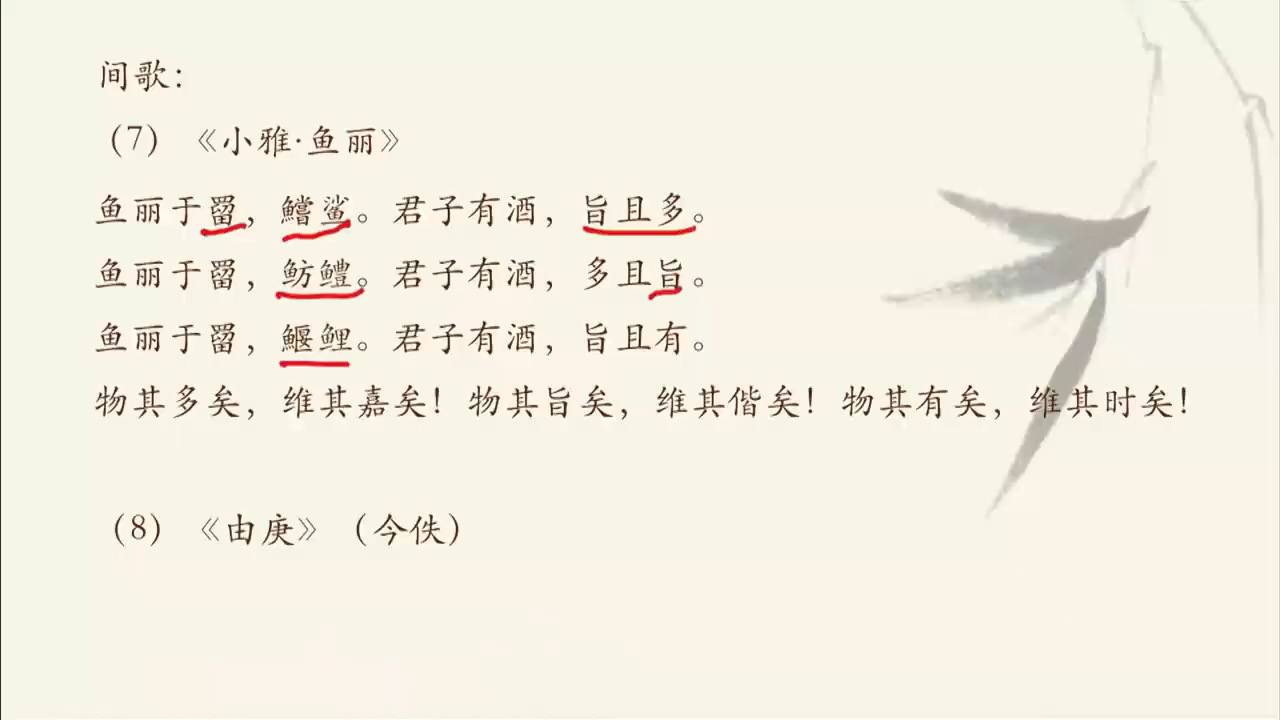 间歌：
（7）《小雅·鱼丽》
鱼丽于罶，鱨鲨。君子有酒，旨且多。
鱼丽于罶，鲂鳢。君子有酒，多且旨。
鱼丽于罶，鰋鲤。君子有酒，旨且有。
物其多矣，维其嘉矣！物其旨矣，维其偕矣！物其有矣，维其时矣！
（8）《由庚》（今佚）